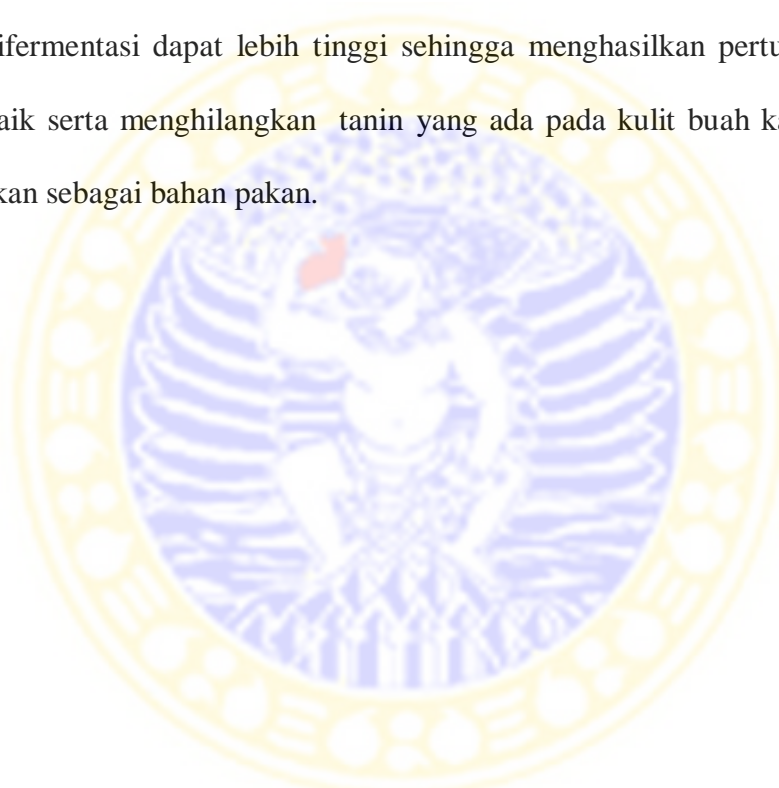 ifermentasi dapat lebih tinggi sehingga menghasilkan pertu
aik serta menghilangkan tanin yang ada pada kulit buah ka
kan sebagai bahan pakan.